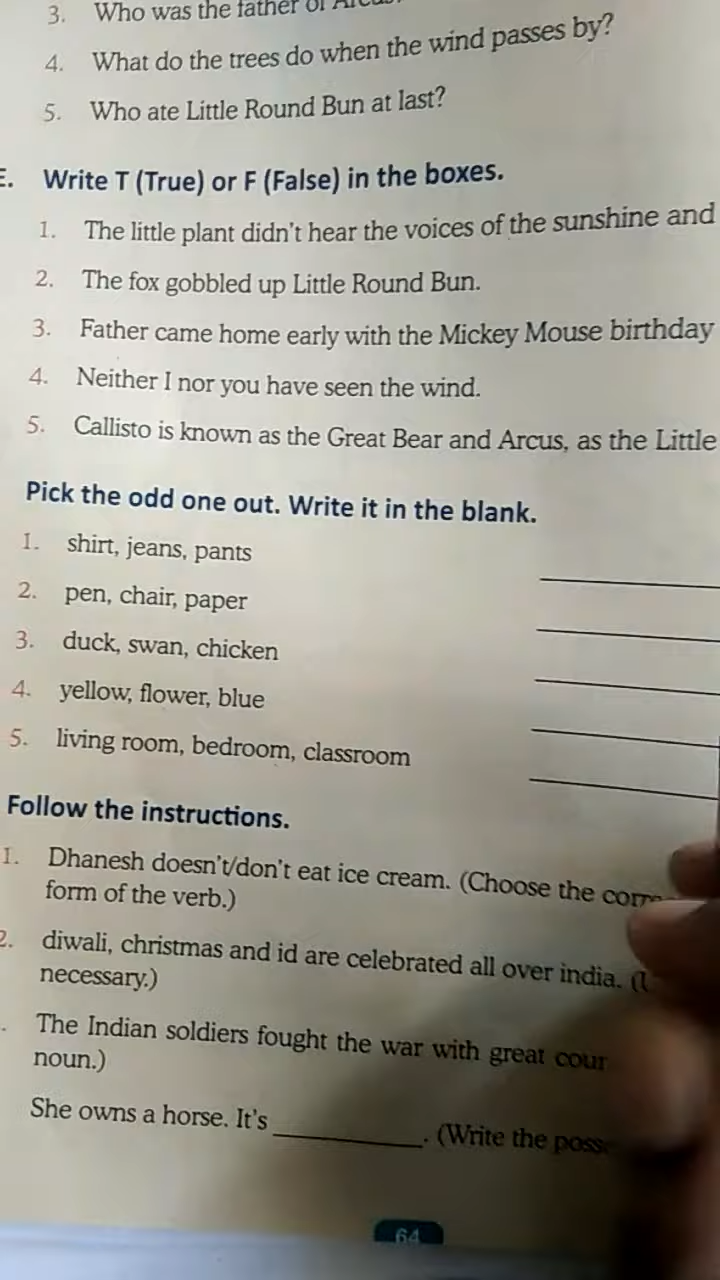 3. Who was the father of
4. What do the trees do when the wind passes by?
5. Who ate Little Round Bun at last?
E. Write T (True) or F (False) in the boxes.
1. The little plant didn't hear the voices of the sunshine and
2. The fox gobbled up Little Round Bun.
3. Father came home early with the Mickey Mouse birthday
4. Neither I nor you have seen the wind.
5. Callisto is known as the Great Bear and Arcus, as the Little
Pick the odd one out. Write it in the blank.
1. shirt, jeans, pants
2. pen, chair, paper
3. duck, swan, chicken
4. yellow, flower, blue
5. living room, bedroom, classroom
Follow the instructions.
1. Dhanesh doesn't/don't eat ice cream. (Choose the
form of the verb.)
2. diwali, christmas and id are celebrated all over india.
necessary.)
The Indian soldiers fought the war with great
noun.)
She owns a horse. It's __________. (Write the
64